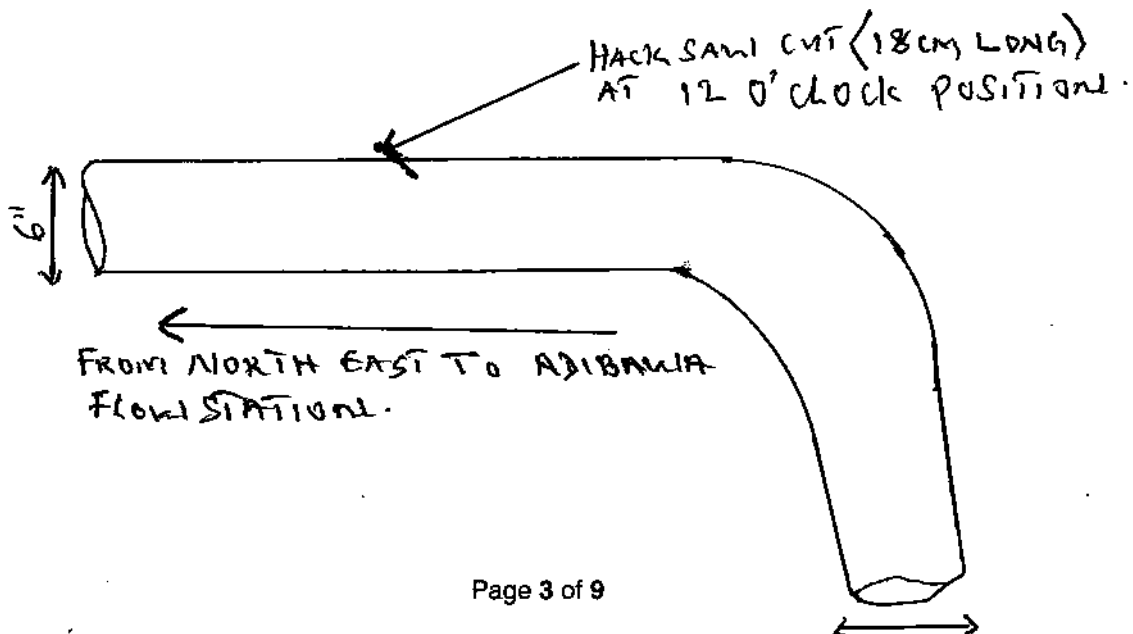 HACK SAW CUT (18CM LONG)
AT 12 O'CLOCK POSITION.
6"
FROM NORTH EAST TO ADIBAWA
FLOW STATION.
Page 3 of 9